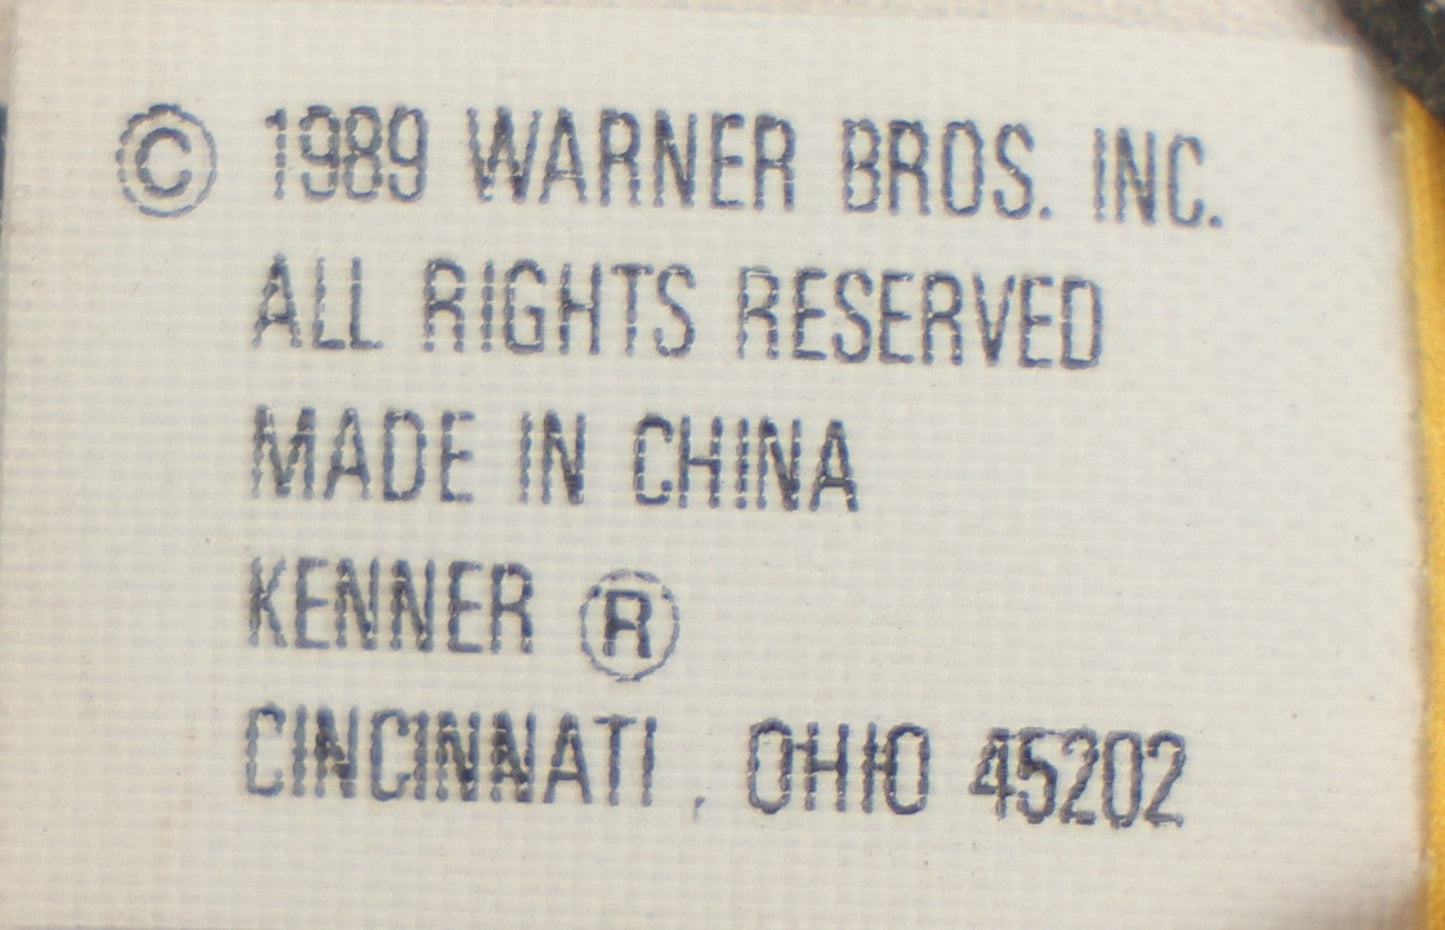 © 1989 WARNER BROS. INC.
ALL RIGHTS RESERVED
MADE IN CHINA
KENNER ®
CINCINNATI, OHIO 45202